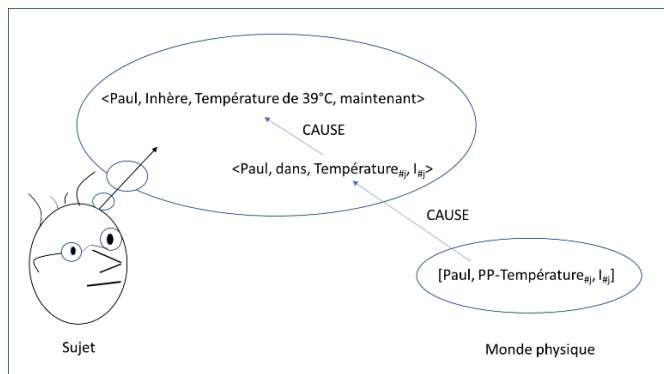 <Paul, Inhère, Température de 39°C, maintenant>
CAUSE
<Paul, dans, Température#j, I#j>
CAUSE
[Paul, PP-Température#j, I#j]
Sujet
Monde physique